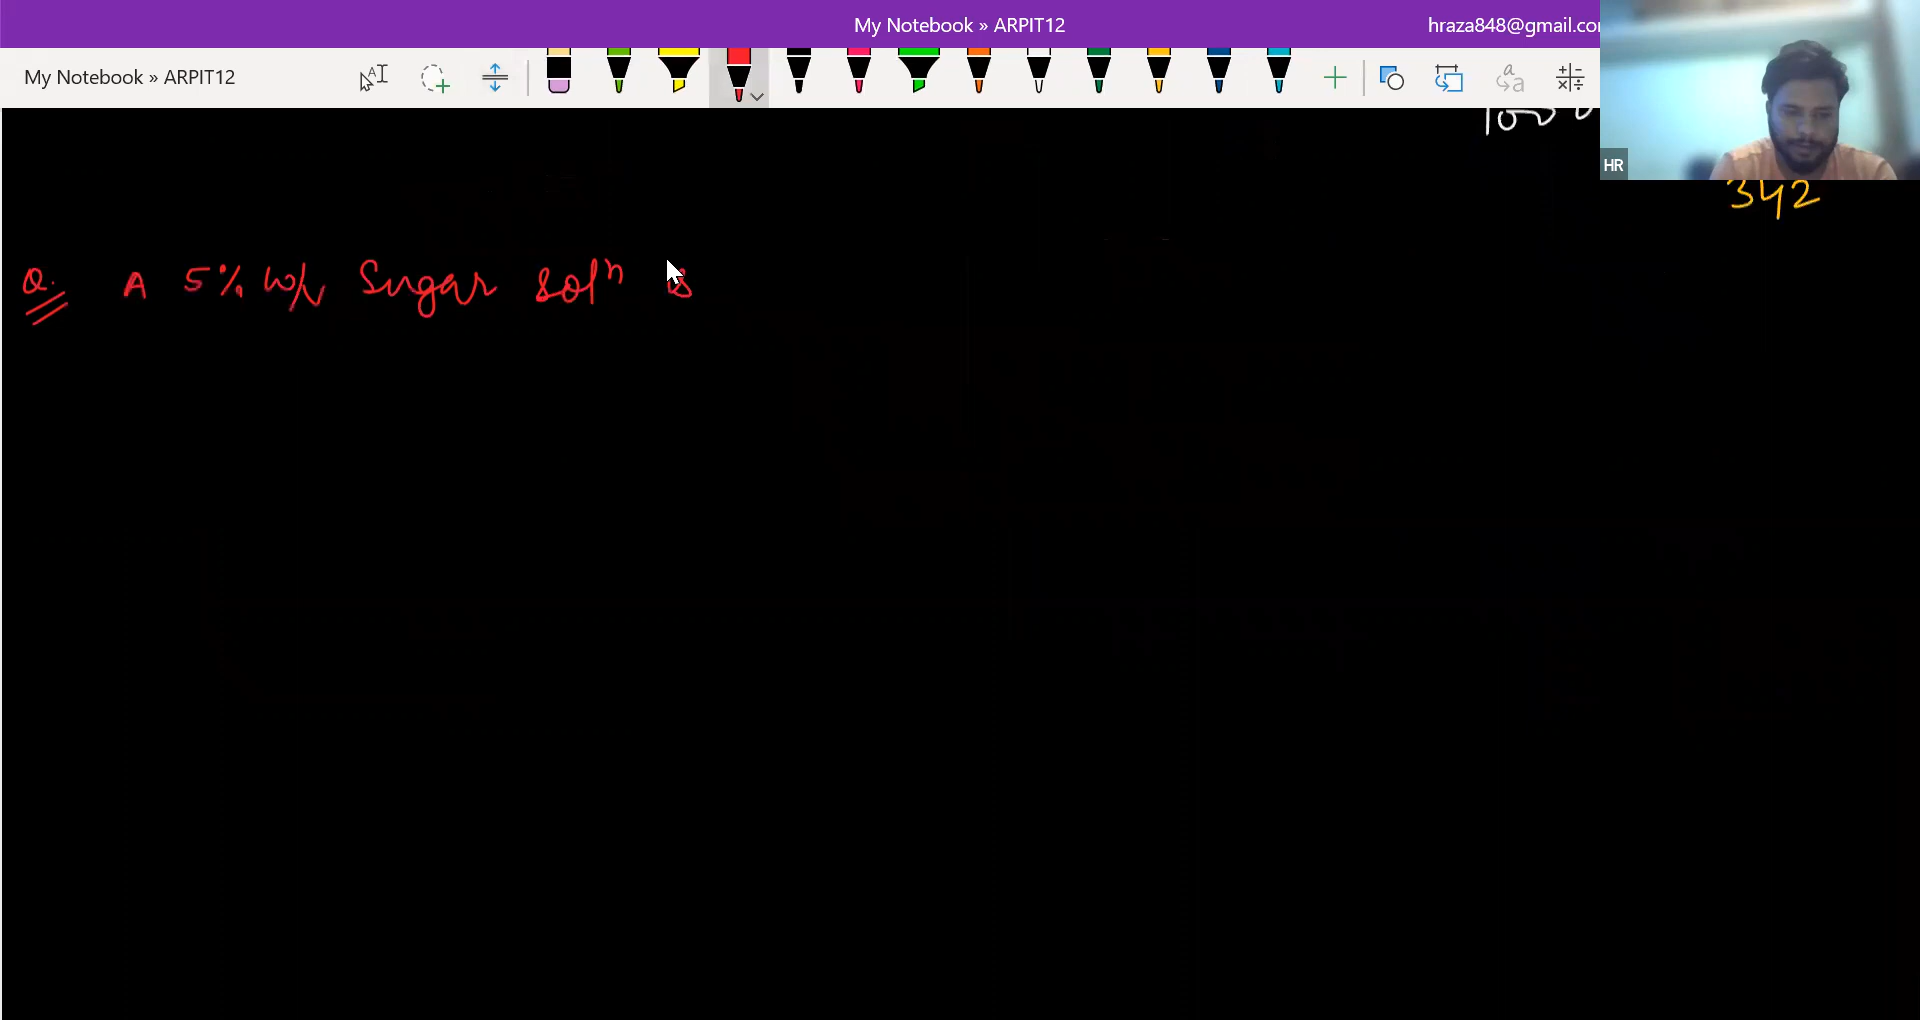 My Notebook » ARPIT12
hraza848@gmail.co
My Notebook » ARPIT12
HR
342
Q. A 5% w/v Sugar solⁿ is